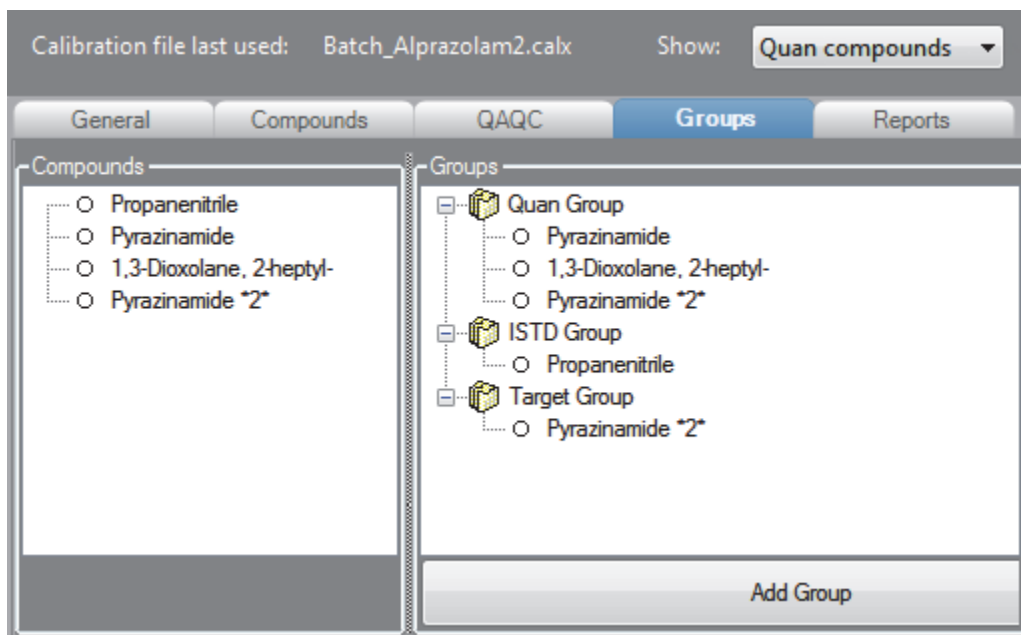 Calibration file last used: Batch_Alprazolam2.calx Show: Quan compounds
General Compounds QAQC Groups Reports
Compounds
Propanenitrile
Pyrazinamide
1,3-Dioxolane, 2-heptyl-
Pyrazinamide *2*
Groups
Quan Group
Pyrazinamide
1,3-Dioxolane, 2-heptyl-
Pyrazinamide *2*
ISTD Group
Propanenitrile
Target Group
Pyrazinamide *2*
Add Group